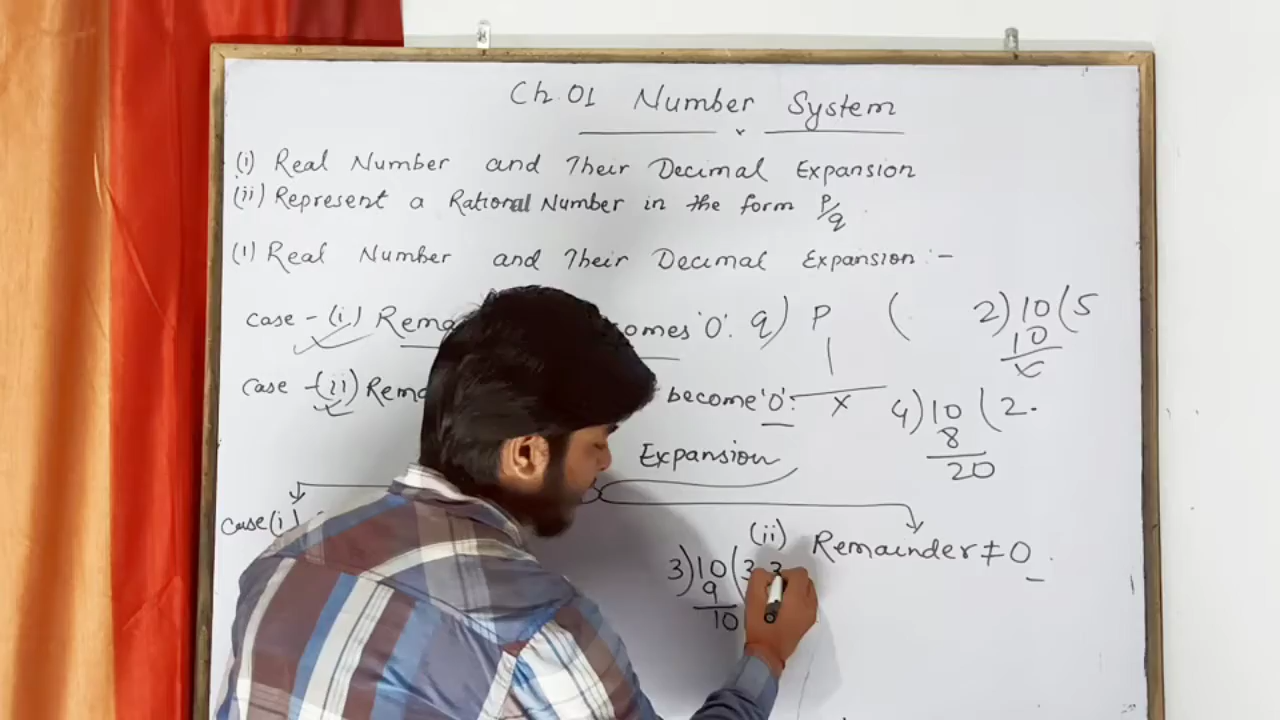 Ch.01 Number System
(i) Real Number and Their Decimal Expansion
(ii) Represent a Rational Number in the form P/q
(1) Real Number and Their Decimal Expansion :-
case - (i) comes '0'. q) P (
2) 10 (5
10
x
case - (ii) become '0'. x
4) 10 (2.
8
20
Expansion
case (i)
(ii) Remainder ≠ 0
3) 10 (3.3
9
10